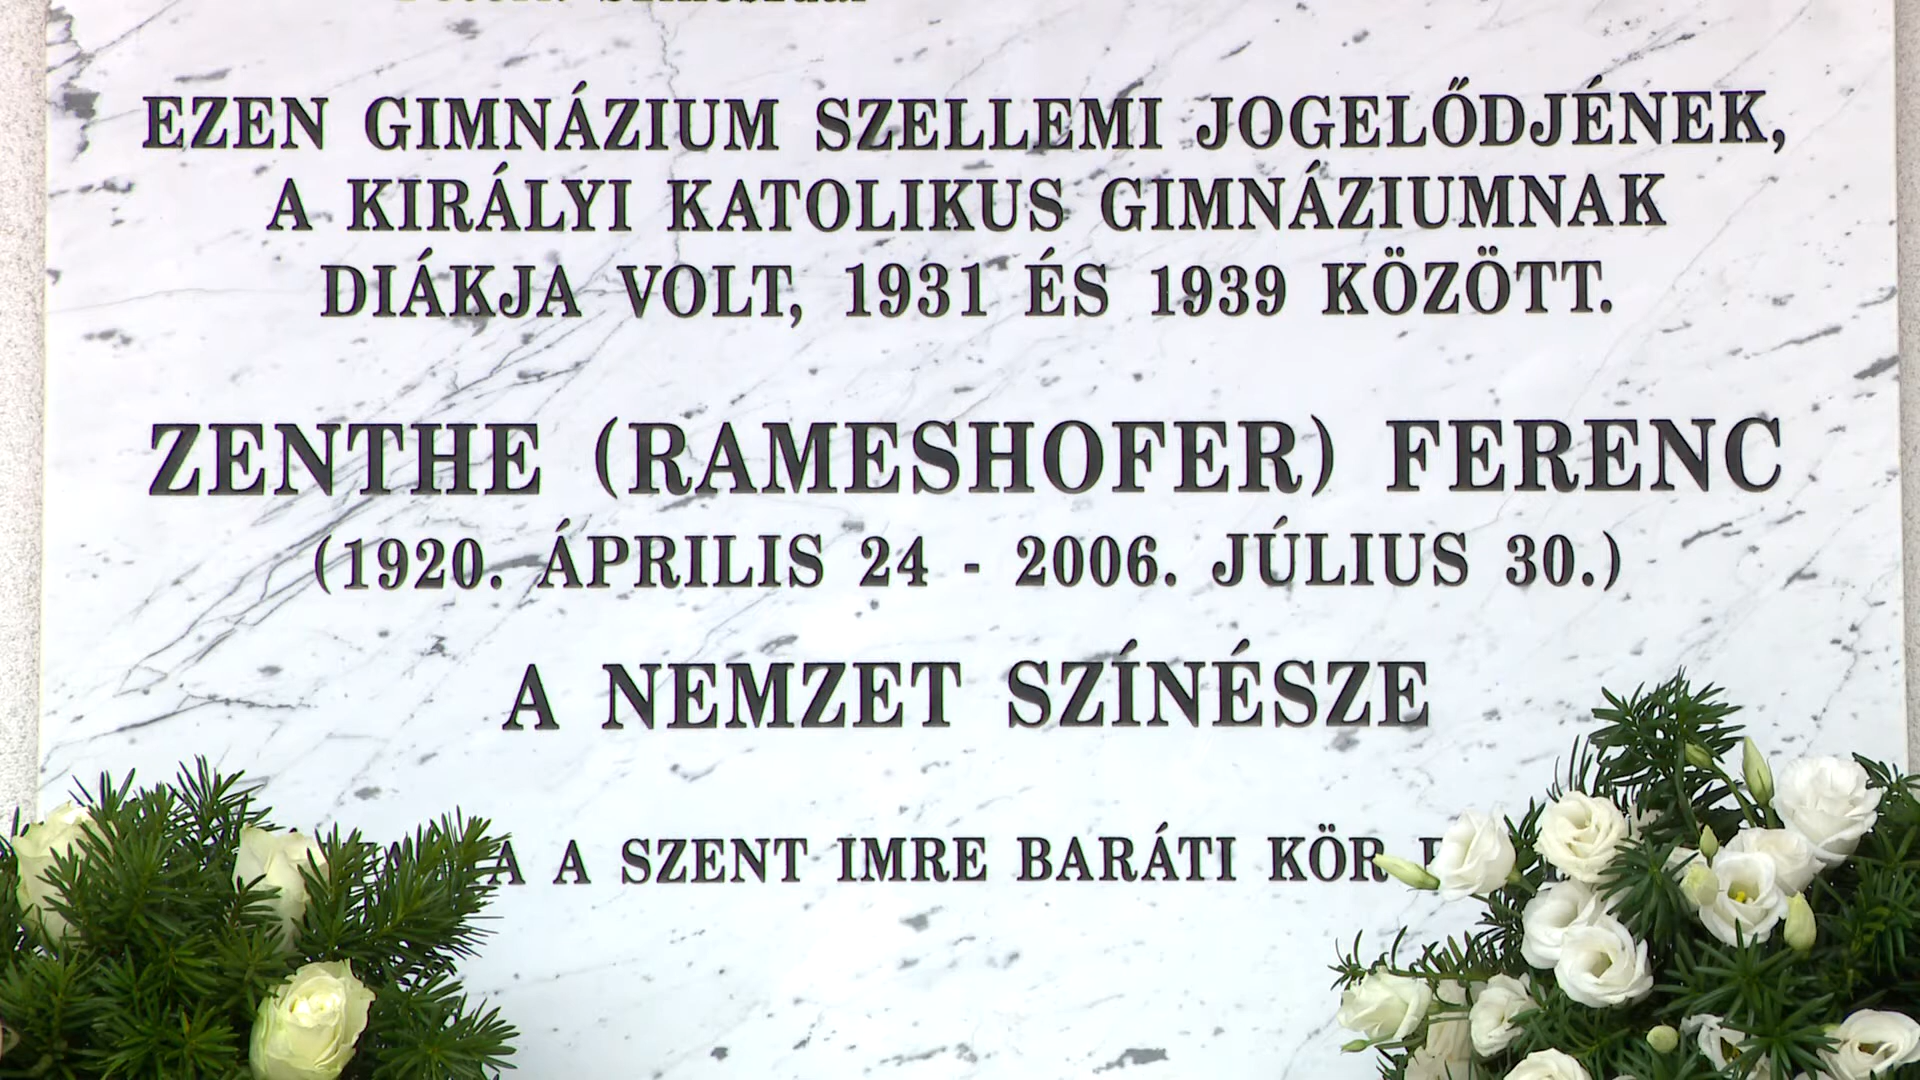 EZEN GIMNÁZIUM SZELLEMI JOGELŐDJÉNEK,
A KIRÁLYI KATOLIKUS GIMNÁZIUMNAK
DIÁKJA VOLT, 1931 ÉS 1939 KÖZÖTT.
ZENTHE (RAMESHOFER) FERENC
(1920. ÁPRILIS 24 - 2006. JÚLIUS 30.)
A NEMZET SZÍNÉSZE
A SZENT IMRE BARÁTI KÖR